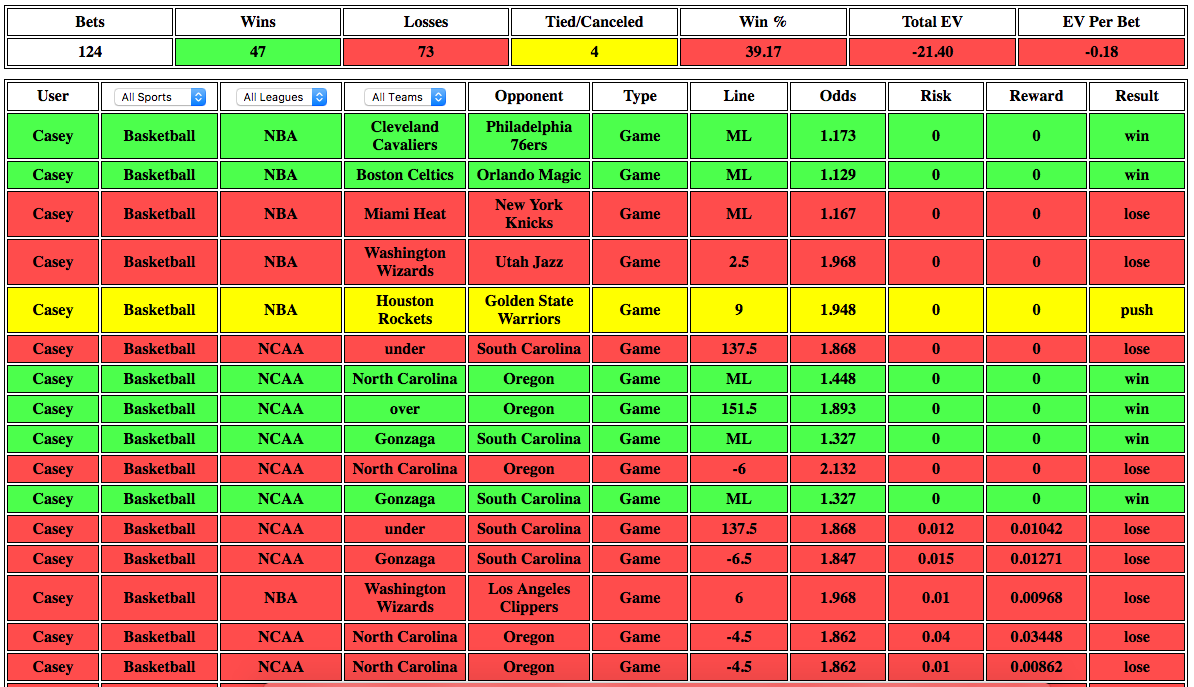 Bets Wins Losses Tied/Canceled Win % Total EV EV Per Bet
124 47 73 4 39.17 -21.40 -0.18
User All Sports All Leagues All Teams Opponent Type Line Odds Risk Reward Result
Casey Basketball NBA Cleveland Cavaliers Philadelphia 76ers Game ML 1.173 0 0 win
Casey Basketball NBA Boston Celtics Orlando Magic Game ML 1.129 0 0 win
Casey Basketball NBA Miami Heat New York Knicks Game ML 1.167 0 0 lose
Casey Basketball NBA Washington Wizards Utah Jazz Game 2.5 1.968 0 0 lose
Casey Basketball NBA Houston Rockets Golden State Warriors Game 9 1.948 0 0 push
Casey Basketball NCAA under South Carolina Game 137.5 1.868 0 0 lose
Casey Basketball NCAA North Carolina Oregon Game ML 1.448 0 0 win
Casey Basketball NCAA over Oregon Game 151.5 1.893 0 0 win
Casey Basketball NCAA Gonzaga South Carolina Game ML 1.327 0 0 win
Casey Basketball NCAA North Carolina Oregon Game -6 2.132 0 0 lose
Casey Basketball NCAA Gonzaga South Carolina Game ML 1.327 0 0 win
Casey Basketball NCAA under South Carolina Game 137.5 1.868 0.012 0.01042 lose
Casey Basketball NCAA Gonzaga South Carolina Game -6.5 1.847 0.015 0.01271 lose
Casey Basketball NBA Washington Wizards Los Angeles Clippers Game 6 1.968 0.01 0.00968 lose
Casey Basketball NCAA North Carolina Oregon Game -4.5 1.862 0.04 0.03448 lose
Casey Basketball NCAA North Carolina Oregon Game -4.5 1.862 0.01 0.00862 lose